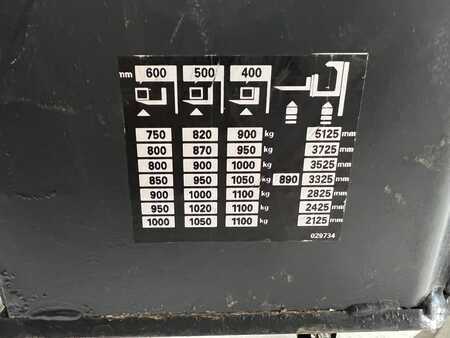 mm 600 500 400
750 820 900 kg 5125 mm
800 870 950 kg 3725 mm
800 900 1000 kg 3525 mm
850 950 1050 kg 890 3325 mm
900 1000 1100 kg 2825 mm
950 1020 1100 kg 2425 mm
1000 1050 1100 kg 2125 mm
029734